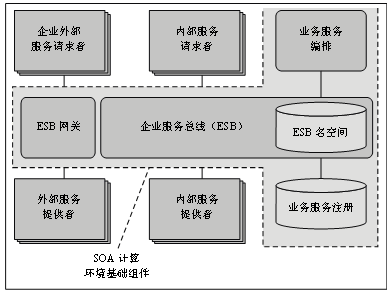 企业外部
服务请求者
内部服务
请求者
业务服务
编排
ESB 网关
企业服务总线（ESB）
ESB 名空间
外部服务
提供者
内部服务
提供者
业务服务注册
SOA 计算
环境基础组件